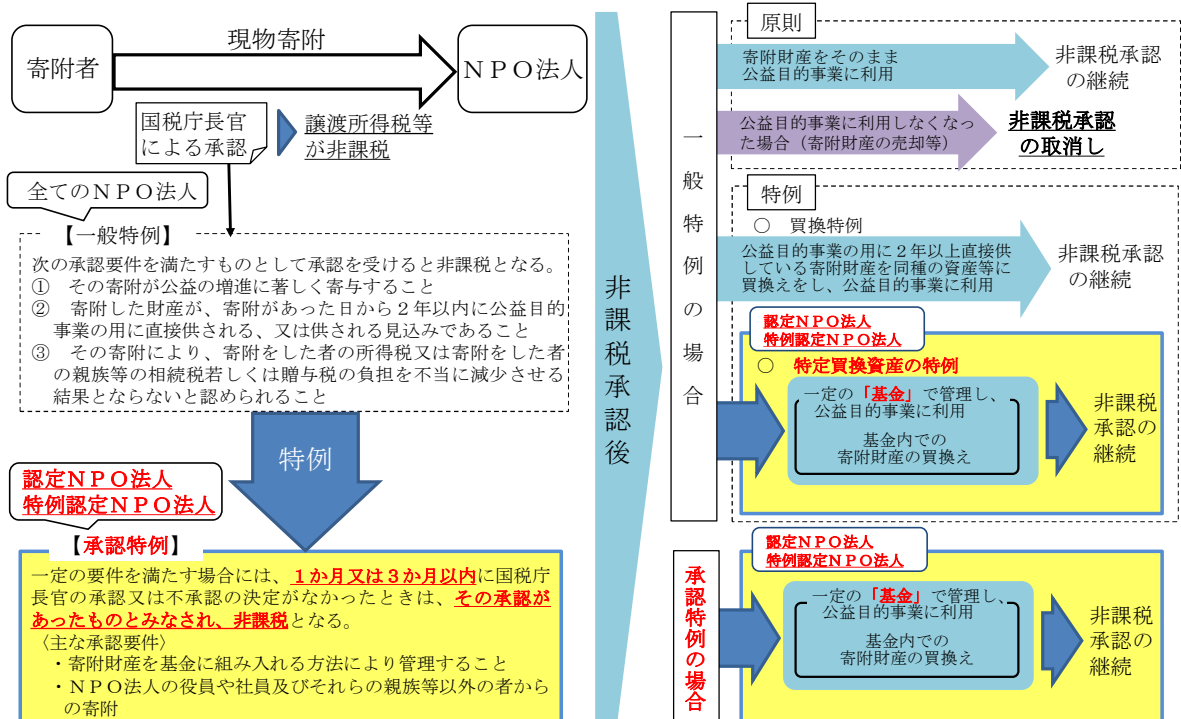 現物寄附
寄附者
NPO法人
国税庁長官
による承認
譲渡所得税等
が非課税
全てのNPO法人
【一般特例】
次の承認要件を満たすものとして承認を受けると非課税となる。
① その寄附が公益の増進に著しく寄与すること
② 寄附した財産が、寄附があった日から2年以内に公益目的
事業の用に直接供される、又は供される見込みであること
③ その寄附により、寄附をした者の所得税又は寄附をした者
の親族等の相続税若しくは贈与税の負担を不当に減少させる
結果とならないと認められること
特例
認定NPO法人
特例認定NPO法人
【承認特例】
一定の要件を満たす場合には、1か月又は3か月以内に国税庁
長官の承認又は不承認の決定がなかったときは、その承認が
あったものとみなされ、非課税となる。
〈主な承認要件〉
・寄附財産を基金に組み入れる方法により管理すること
・NPO法人の役員や社員及びそれらの親族等以外の者から
の寄附
非課税承認後
一般特例の場合
原則
寄附財産をそのまま
公益目的事業に利用
非課税承認
の継続
公益目的事業に利用しなくなっ
た場合(寄附財産の売却等)
非課税承認
の取消し
特例
○ 買換特例
公益目的事業の用に2年以上直接供
している寄附財産を同種の資産等に
買換えをし、公益目的事業に利用
非課税承認
の継続
認定NPO法人
特例認定NPO法人
○ 特定買換資産の特例
一定の「基金」で管理し、
公益目的事業に利用
基金内での
寄附財産の買換え
非課税
承認の
継続
承認特例の場合
認定NPO法人
特例認定NPO法人
一定の「基金」で管理し、
公益目的事業に利用
基金内での
寄附財産の買換え
非課税
承認の
継続